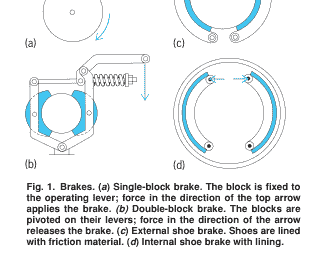 (a)
(c)
(b)
(d)
Fig. 1. Brakes. (a) Single-block brake. The block is fixed to
the operating lever; force in the direction of the top arrow
applies the brake. (b) Double-block brake. The blocks are
pivoted on their levers; force in the direction of the arrow
releases the brake. (c) External shoe brake. Shoes are lined
with friction material. (d) Internal shoe brake with lining.